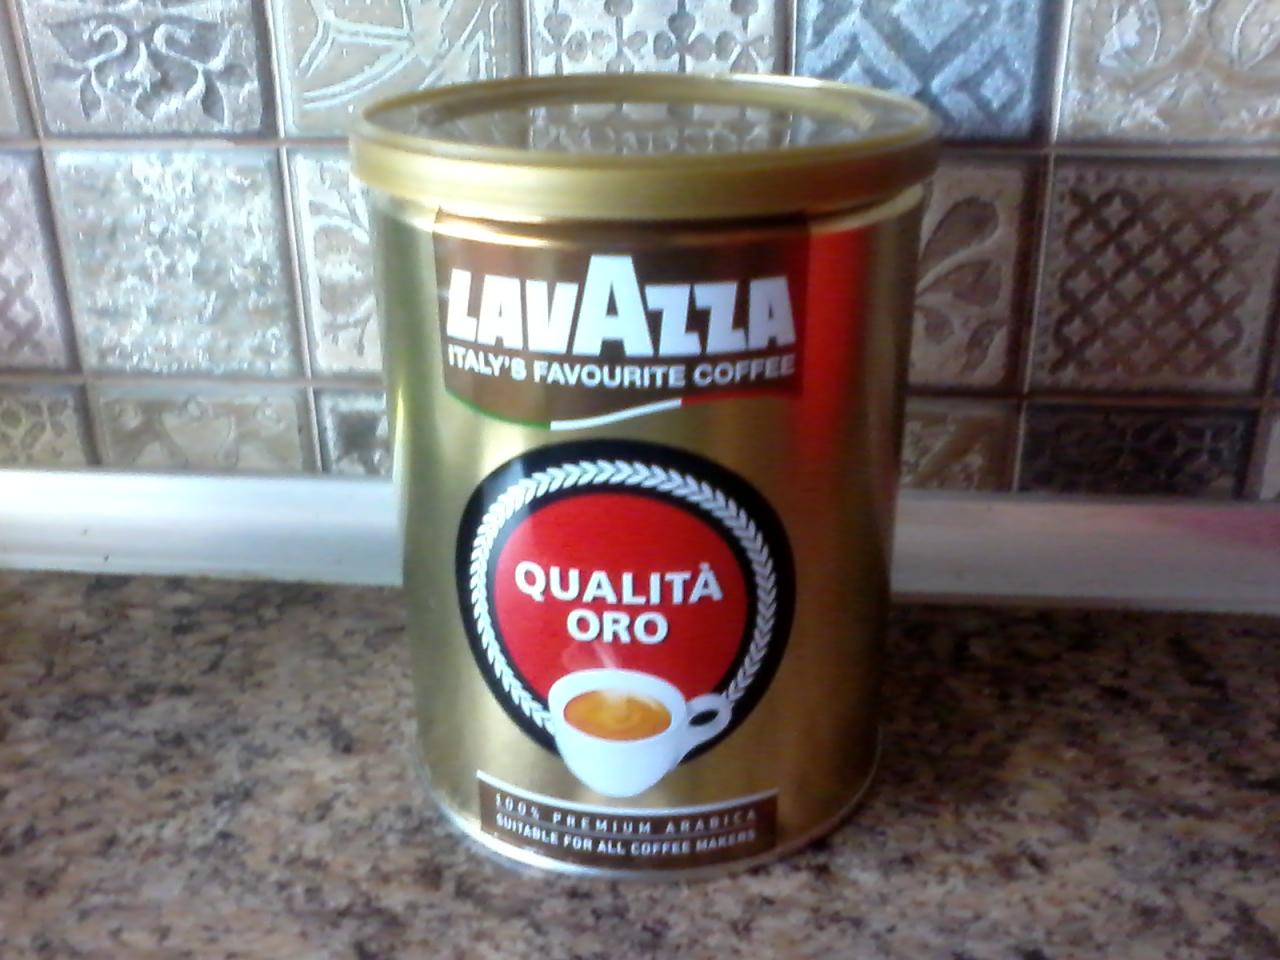 LAVAZZA
ITALY'S FAVOURITE COFFEE
QUALITÀ
ORO
100% PREMIUM ARABICA
SUITABLE FOR ALL COFFEE MAKERS